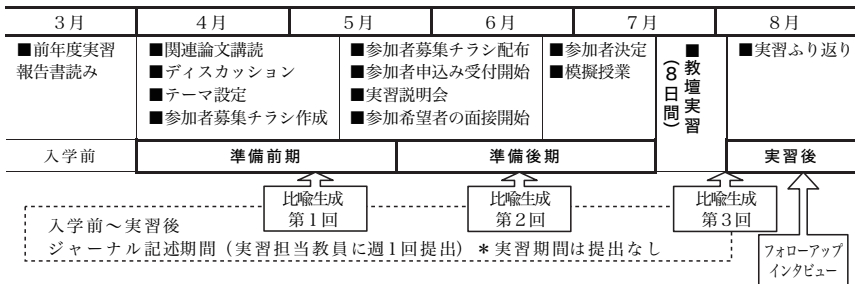 3月 4月 5月 6月 7月 8月
■前年度実習
報告書読み
■関連論文講読
■ディスカッション
■テーマ設定
■参加者募集チラシ作成
■参加者募集チラシ配布
■参加者申込み受付開始
■実習説明会
■参加希望者の面接開始
■参加者決定
■模擬授業
■教壇実習
(8日間)
■実習ふり返り
入学前 準備前期 準備後期 実習後
比喩生成
第1回
比喩生成
第2回
比喩生成
第3回
入学前～実習後
ジャーナル記述期間(実習担当教員に週1回提出)*実習期間は提出なし
フォローアップ
インタビュー